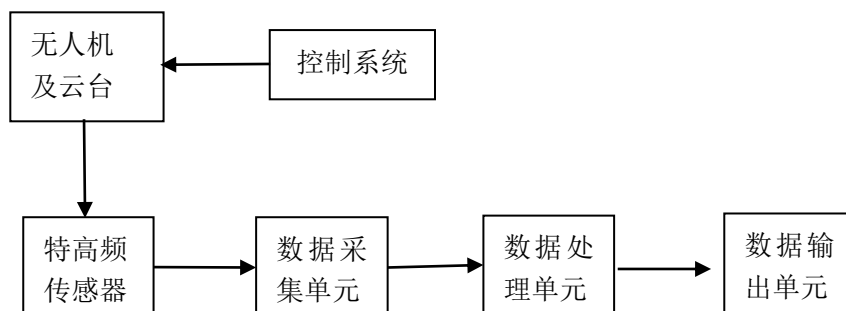 无人机
及云台
控制系统
特高频
传感器
数据采
集单元
数据处
理单元
数据输
出单元